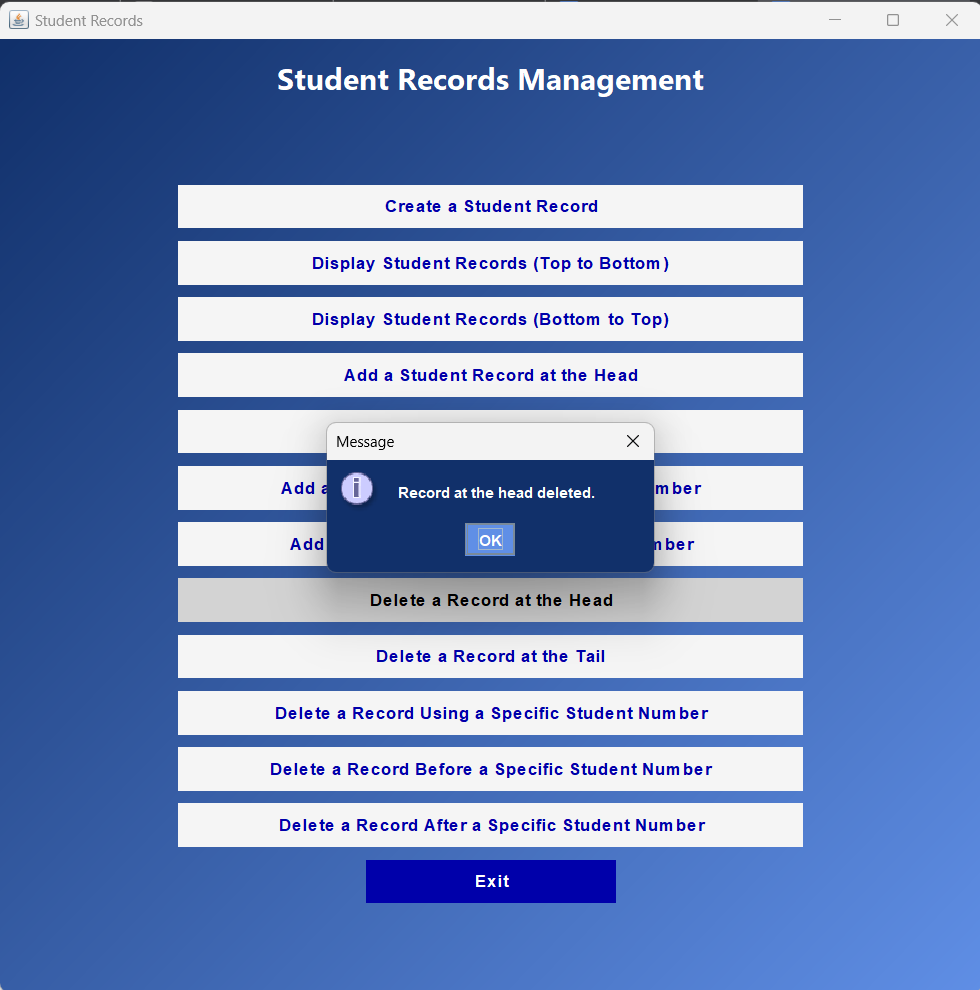 Student Records
Student Records Management
Create a Student Record
Display Student Records (Top to Bottom)
Display Student Records (Bottom to Top)
Add a Student Record at the Head
Message
Add a
Record at the head deleted.
OK
Add
Delete a Record at the Head
Delete a Record at the Tail
Delete a Record Using a Specific Student Number
Delete a Record Before a Specific Student Number
Delete a Record After a Specific Student Number
Exit